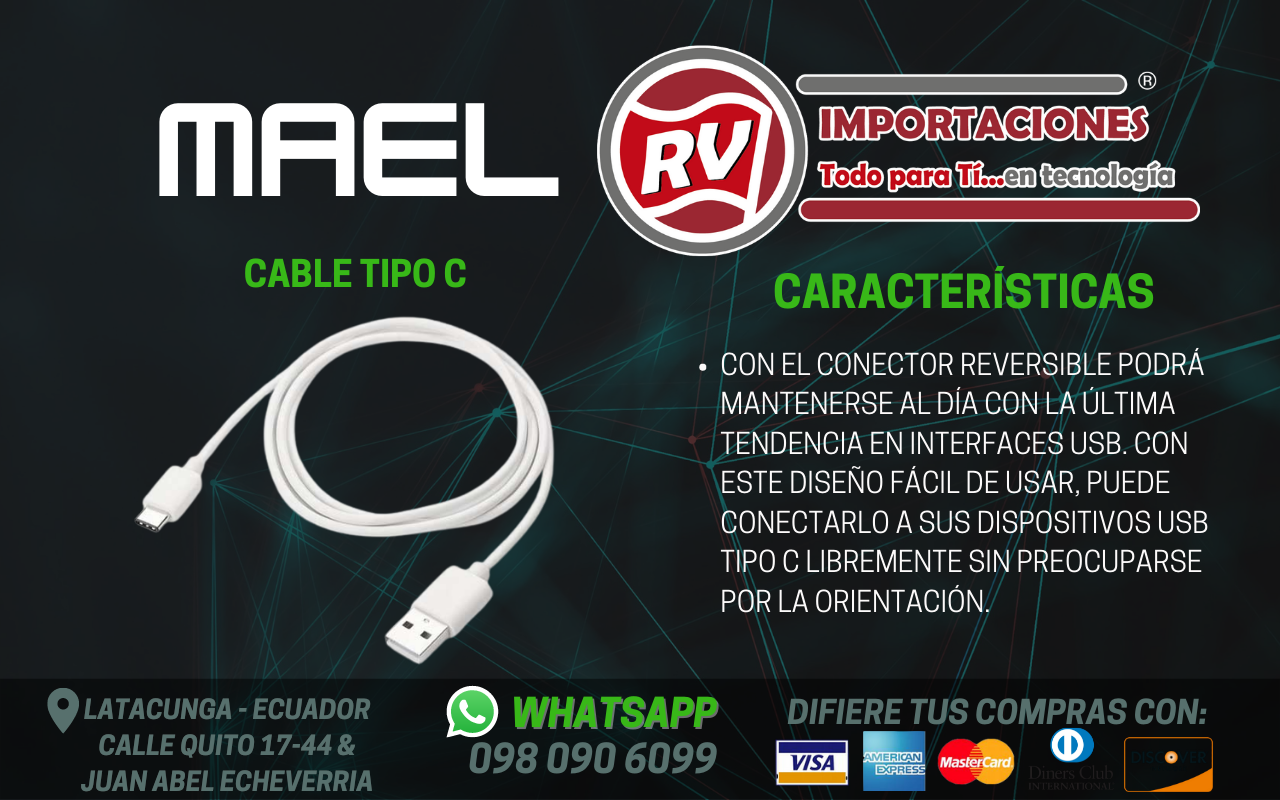 MAEL
RV
IMPORTACIONES ®
Todo para Tí...en tecnología
CABLE TIPO C
CARACTERÍSTICAS
• CON EL CONECTOR REVERSIBLE PODRÁ
MANTENERSE AL DÍA CON LA ÚLTIMA
TENDENCIA EN INTERFACES USB. CON
ESTE DISEÑO FÁCIL DE USAR, PUEDE
CONECTARLO A SUS DISPOSITIVOS USB
TIPO C LIBREMENTE SIN PREOCUPARSE
POR LA ORIENTACIÓN.
LATACUNGA - ECUADOR
CALLE QUITO 17-44 &
JUAN ABEL ECHEVERRIA
WHATSAPP
098 090 6099
DIFIERE TUS COMPRAS CON:
VISA
AMERICAN
EXPRESS
MasterCard
Diners Club
INTERNATIONAL
DISCOVER